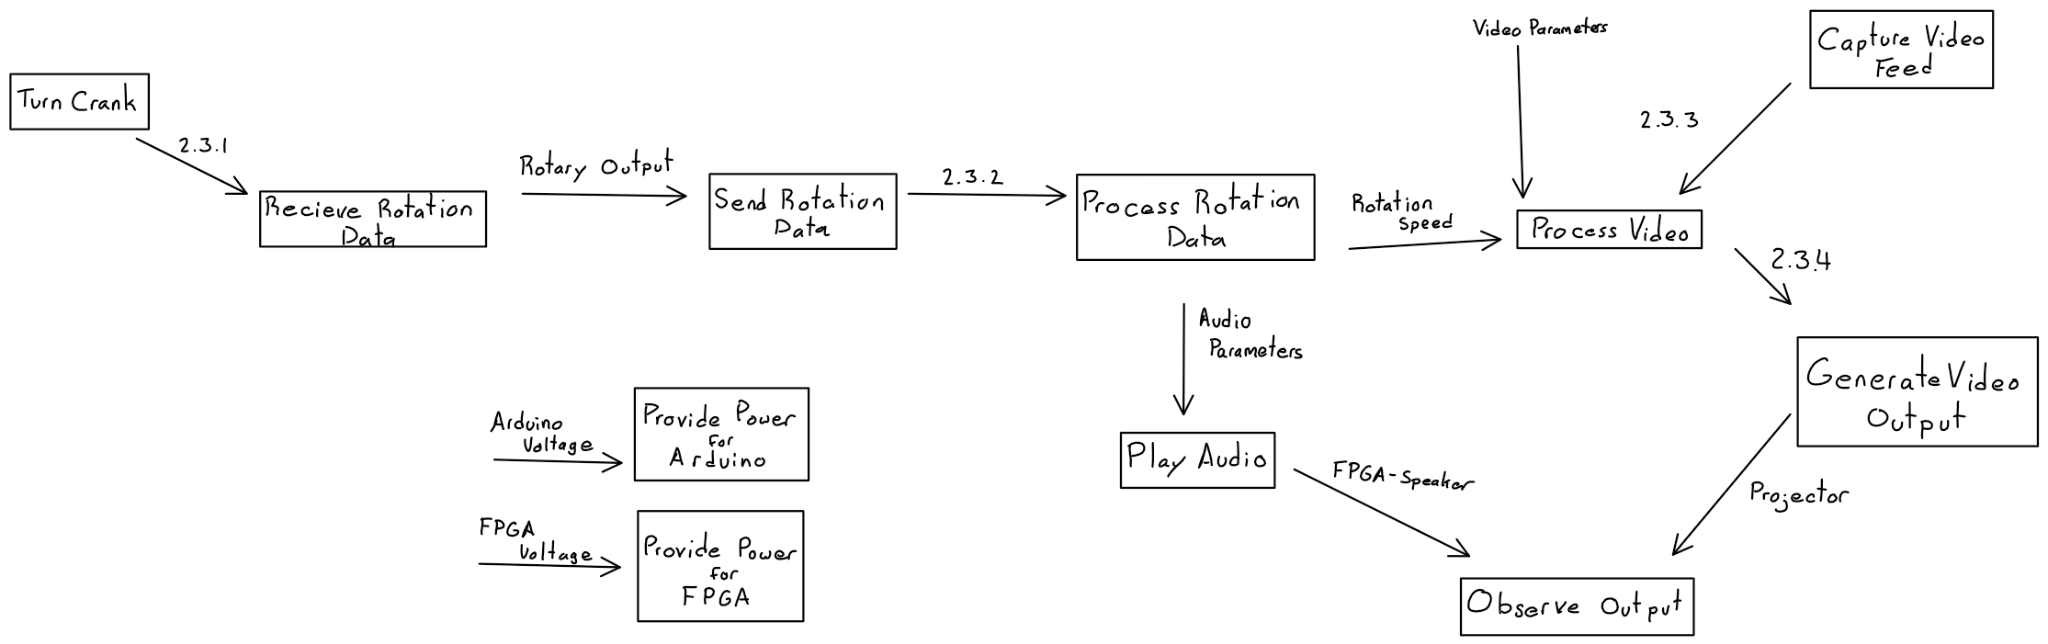 Turn Crank
2.3.1
Recieve Rotation
Data
Rotary Output
Send Rotation
Data
2.3.2
Process Rotation
Data
Rotation
Speed
Video Parameters
Capture Video
Feed
2.3.3
Process Video
2.3.4
Generate Video
Output
Audio
Parameters
Play Audio
FPGA-Speaker
Projector
Observe Output
Arduino
Voltage
Provide Power
for
Arduino
FPGA
Voltage
Provide Power
for
FPGA